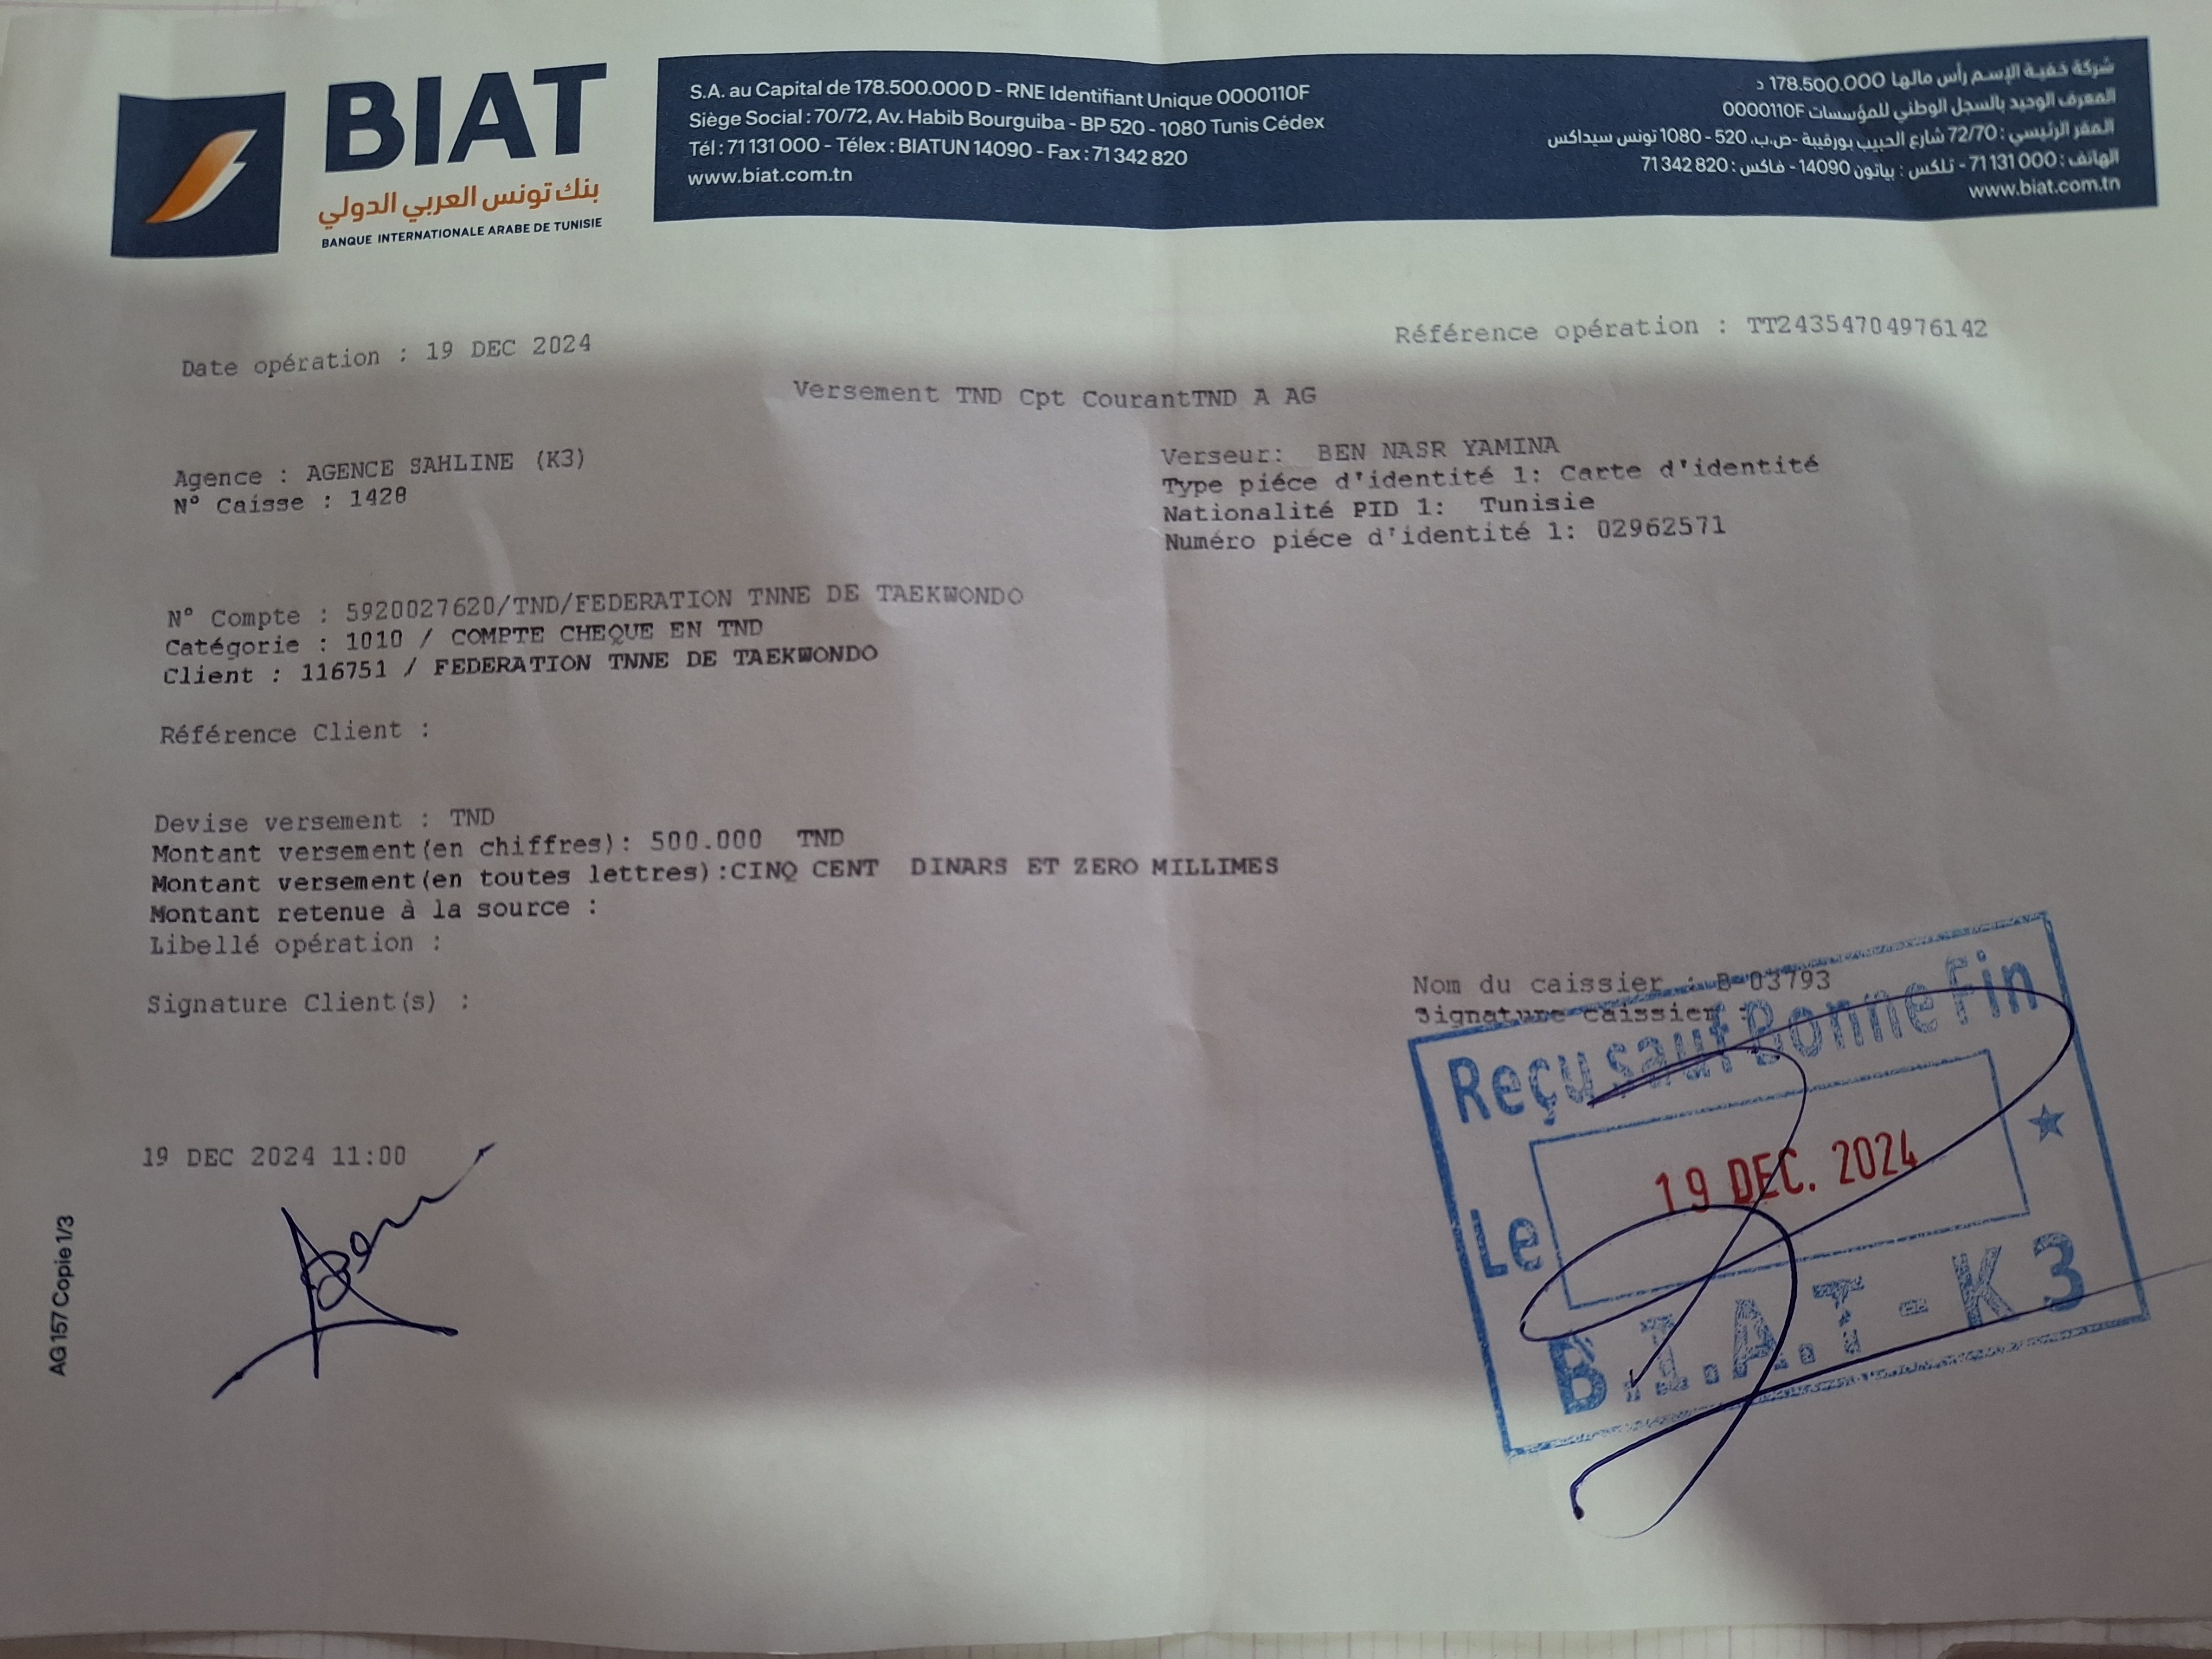 BIAT
بنك تونس العربي الدولي
BANQUE INTERNATIONALE ARABE DE TUNISIE
S.A. au Capital de 178.500.000 D - RNE Identifiant Unique 0000110F
Siège Social : 70/72, Av. Habib Bourguiba - BP 520 - 1080 Tunis Cédex
Tél : 71 131 000 - Télex : BIATUN 14090 - Fax : 71 342 820
www.biat.com.tn
شركة خفية الإسم رأس مالها 178.500.000 د
المعرف الوحيد بالسجل الوطني للمؤسسات 0000110F
المقر الرئيسي : 72/70 شارع الحبيب بورقيبة -ص.ب. 520 - 1080 تونس سيداكس
الهاتف : 71 131 000 - تلكس : بياتون 14090 - فاكس : 71 342 820
www.biat.com.tn
Date opération : 19 DEC 2024
Référence opération : TT24354704976142
Versement TND Cpt CourantTND A AG
Agence : AGENCE SAHLINE (K3)
N° Caisse : 1428
Verseur: BEN NASR YAMINA
Type piéce d'identité 1: Carte d'identité
Nationalité PID 1: Tunisie
Numéro piéce d'identité 1: 02962571
N° Compte : 5920027620/TND/FEDERATION TNNE DE TAEKWONDO
Catégorie : 1010 / COMPTE CHEQUE EN TND
Client : 116751 / FEDERATION TNNE DE TAEKWONDO
Référence Client :
Devise versement : TND
Montant versement(en chiffres): 500.000 TND
Montant versement(en toutes lettres):CINQ CENT DINARS ET ZERO MILLIMES
Montant retenue à la source :
Libellé opération :
Signature Client(s) :
Nom du caissier : B-03793
Signature caissier :
Reçu sauf Bonne Fin
Le 19 DEC. 2024
B.I.A.T - K 3
19 DEC 2024 11:00
AG 157 Copie 1/3